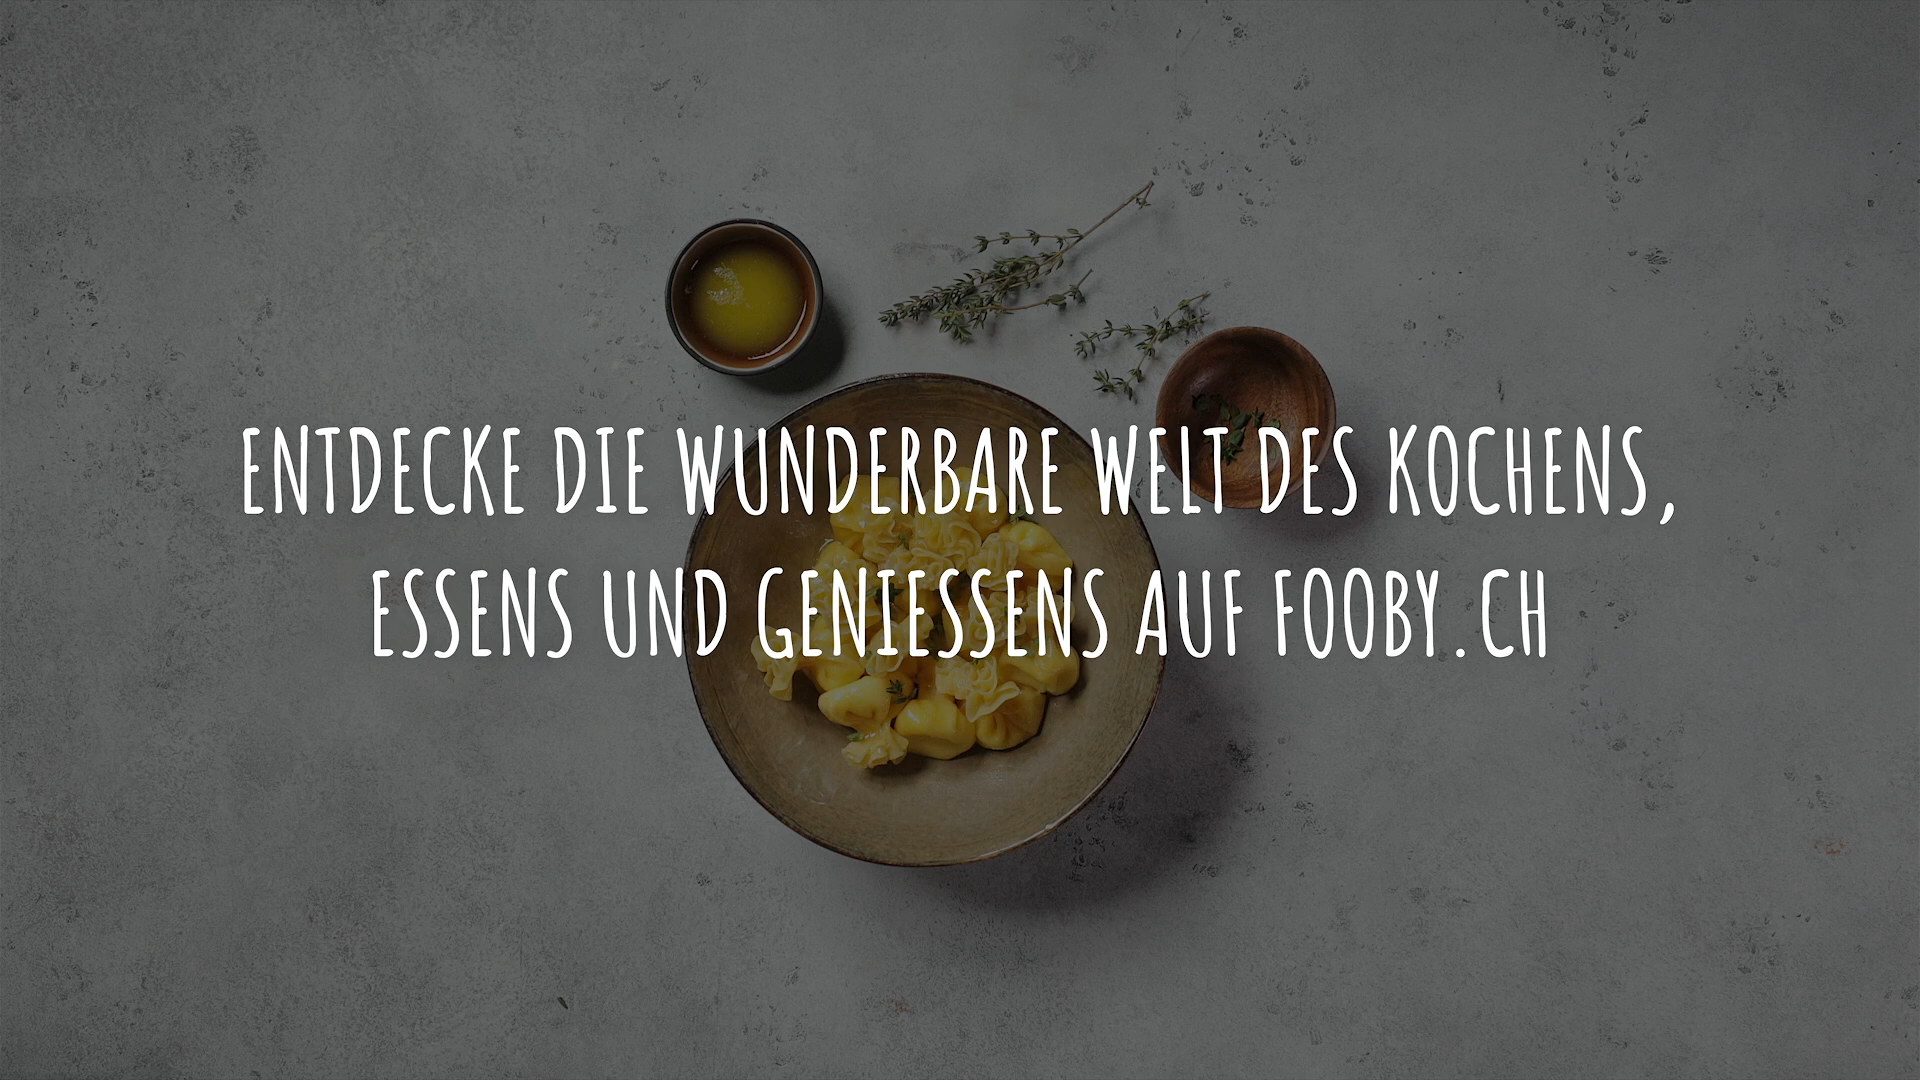 ENTDECKE DIE WUNDERBARE WELT DES KOCHENS,
ESSENS UND GENIESSENS AUF FOOBY.CH